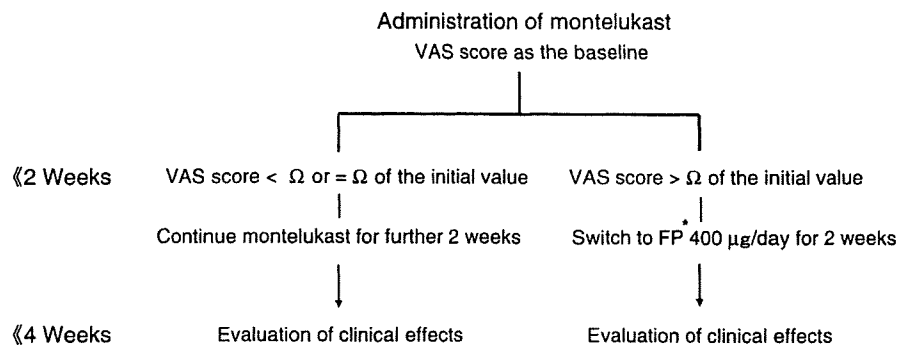 Administration of montelukast
VAS score as the baseline
《2 Weeks VAS score < Ω or = Ω of the initial value VAS score > Ω of the initial value
Continue montelukast for further 2 weeks Switch to FP* 400 μg/day for 2 weeks
《4 Weeks Evaluation of clinical effects Evaluation of clinical effects